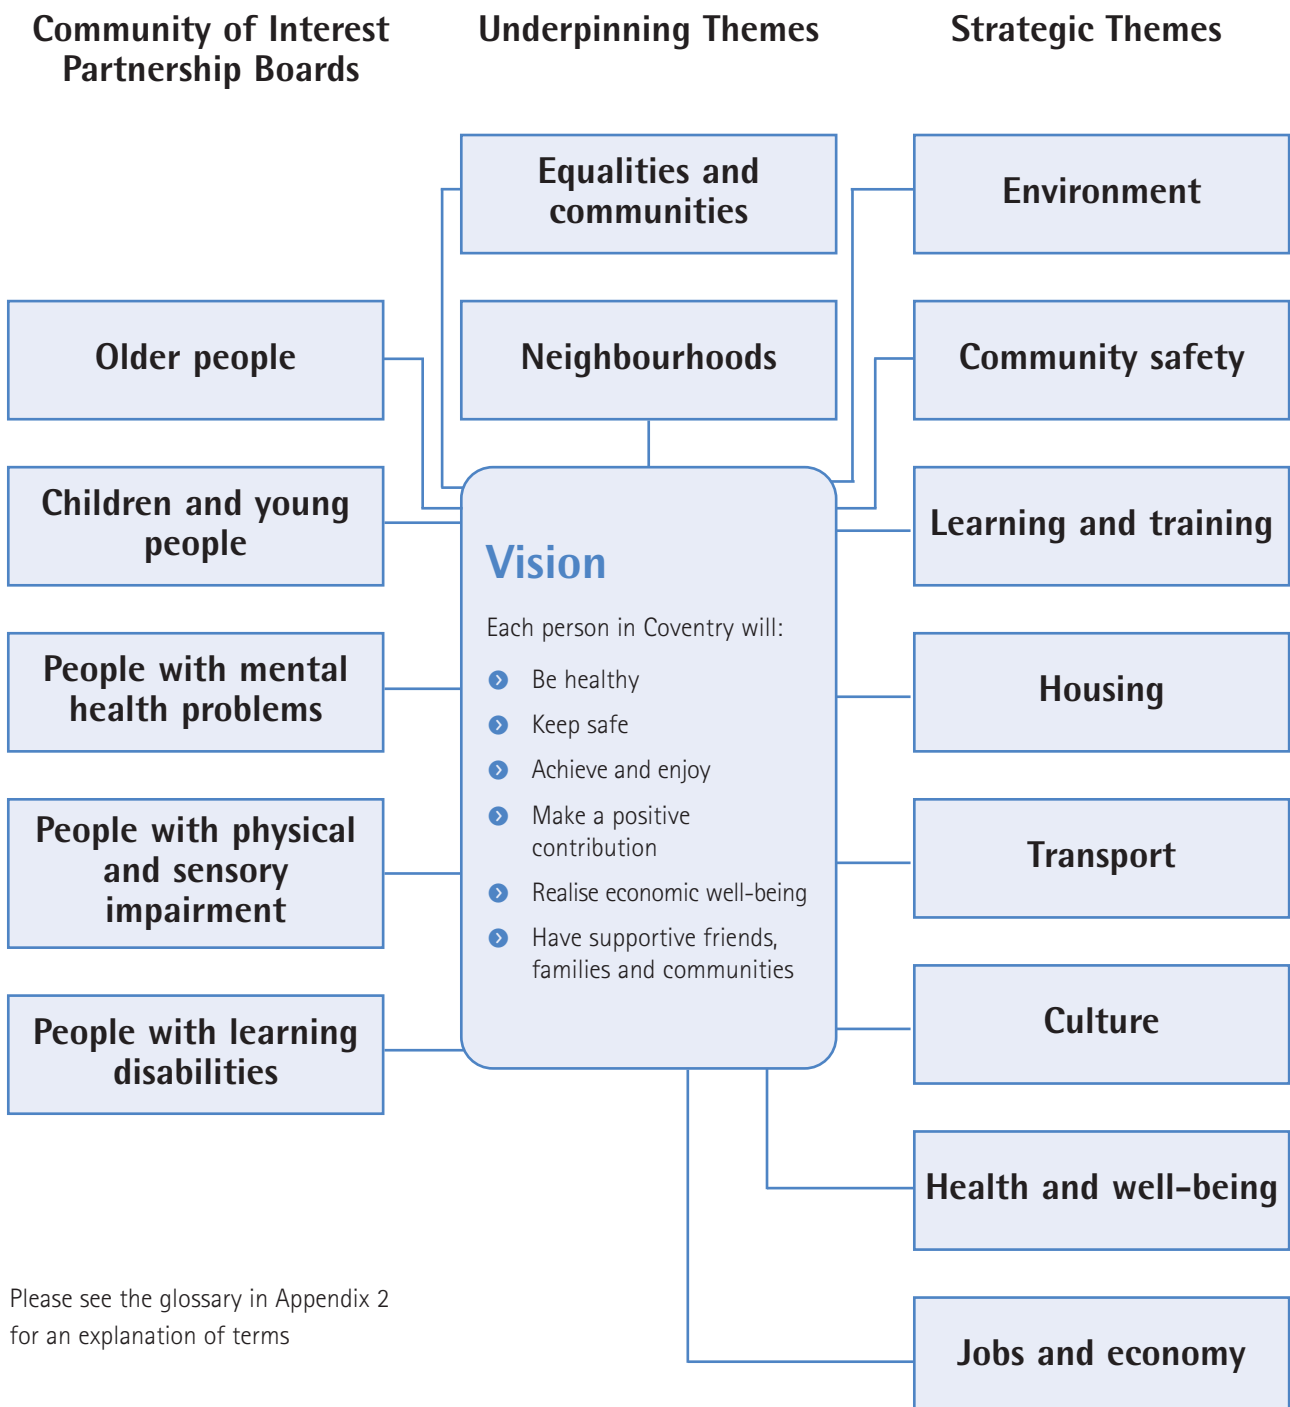 Community of Interest
Partnership Boards
Underpinning Themes
Strategic Themes
Equalities and
communities
Environment
Older people
Neighbourhoods
Community safety
Children and young
people
Learning and training
People with mental
health problems
Housing
People with physical
and sensory
impairment
Transport
People with learning
disabilities
Culture
Health and well-being
Jobs and economy
Vision
Each person in Coventry will:
Be healthy
Keep safe
Achieve and enjoy
Make a positive
contribution
Realise economic well-being
Have supportive friends,
families and communities
Please see the glossary in Appendix 2
for an explanation of terms